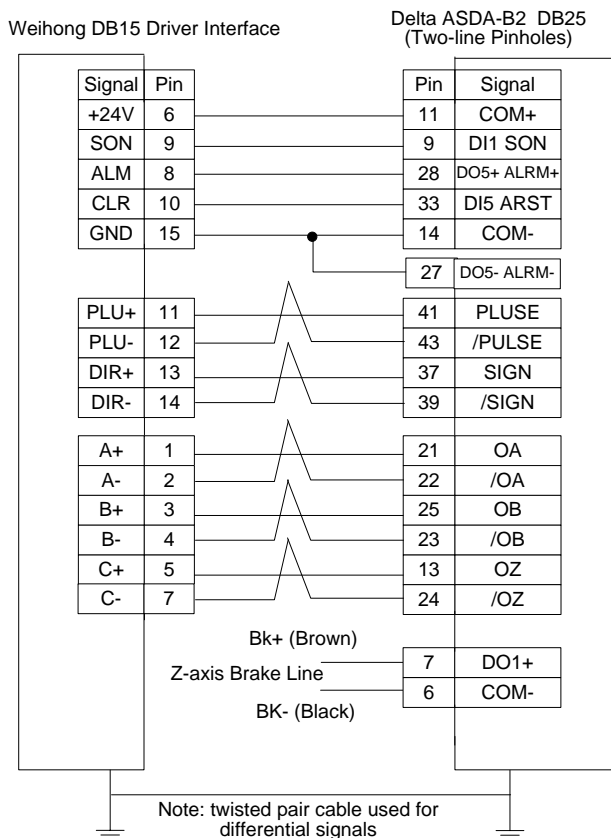 Weihong DB15 Driver Interface
Delta ASDA-B2 DB25
(Two-line Pinholes)
Signal Pin Pin Signal
+24V 6 11 COM+
SON 9 9 DI1 SON
ALM 8 28 DO5+ ALRM+
CLR 10 33 DI5 ARST
GND 15 14 COM-
27 DO5- ALRM-
PLU+ 11 41 PLUSE
PLU- 12 43 /PULSE
DIR+ 13 37 SIGN
DIR- 14 39 /SIGN
A+ 1 21 OA
A- 2 22 /OA
B+ 3 25 OB
B- 4 23 /OB
C+ 5 13 OZ
C- 7 24 /OZ
Bk+ (Brown)
7 DO1+
Z-axis Brake Line
6 COM-
BK- (Black)
Note: twisted pair cable used for
differential signals